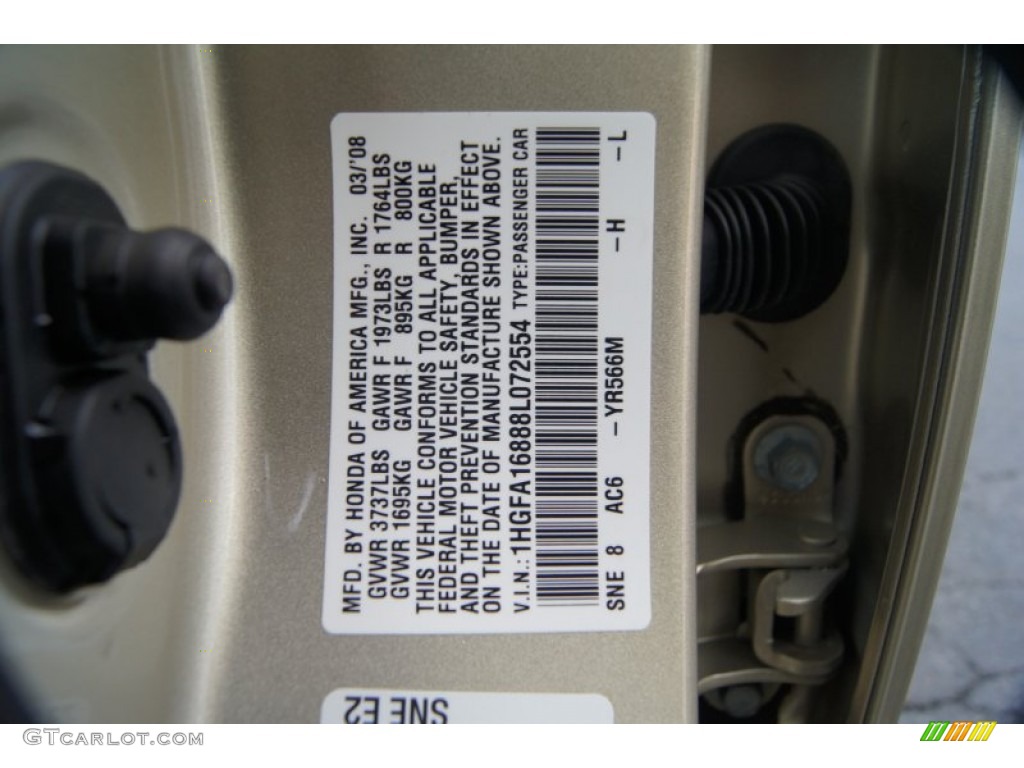 MFD. BY HONDA OF AMERICA MFG., INC. 03/'08
GVWR 3737LBS GAWR F 1973LBS R 1764LBS
GVWR 1695KG GAWR F 895KG R 800KG
THIS VEHICLE CONFORMS TO ALL APPLICABLE
FEDERAL MOTOR VEHICLE SAFETY, BUMPER,
AND THEFT PREVENTION STANDARDS IN EFFECT
ON THE DATE OF MANUFACTURE SHOWN ABOVE.
V.I.N.: 1HGFA16888L072554 TYPE:PASSENGER CAR
SNE 8 AC6 -YR566M -H -L
SNE E2
GTCarLot.com